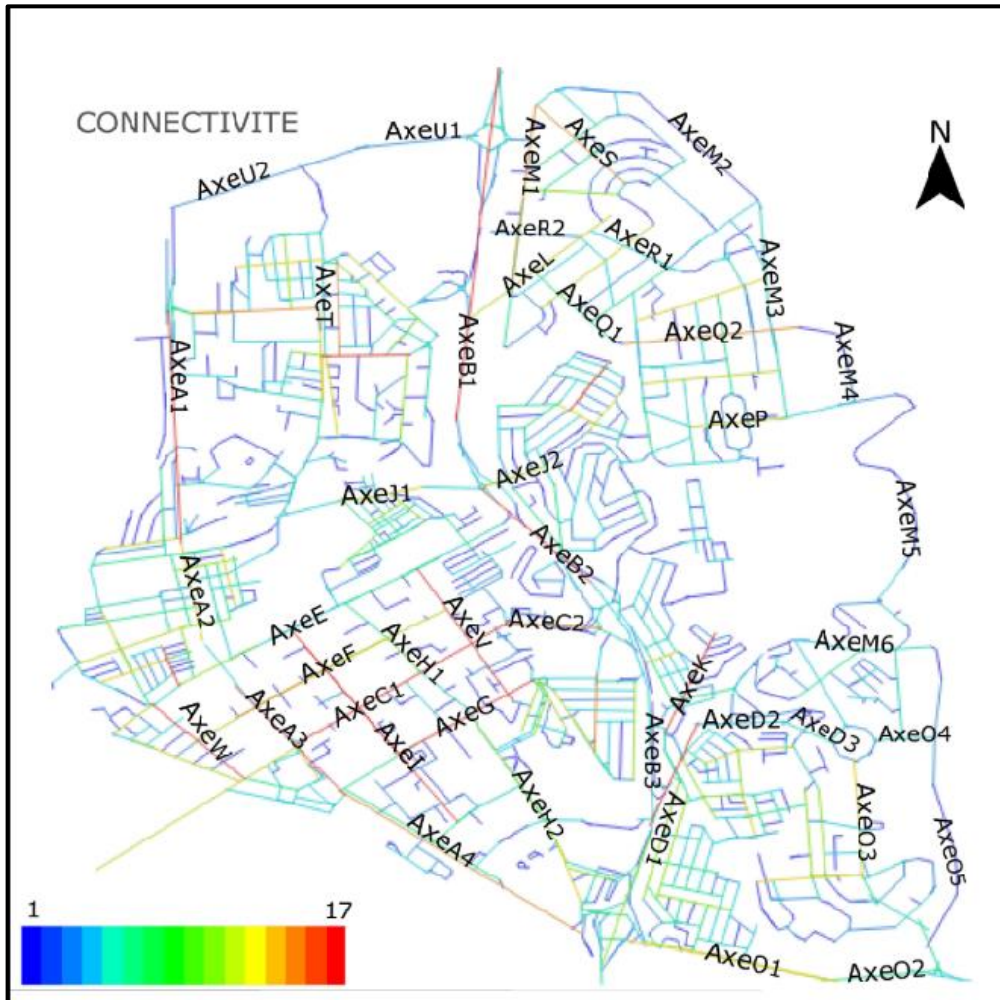 CONNECTIVITE
AxeU1
AxeU2
AxeM1
AxeS
AxeM2
N
AxeR2
AxeR1
AxeL
AxeT
AxeM3
AxeQ1
AxeQ2
AxeB1
AxeA1
AxeM4
AxeP
AxeJ2
AxeJ1
AxeM5
AxeB2
AxeA2
AxeE
AxeV
AxeC2
AxeH1
AxeF
AxeM6
AxeK
AxeC1
AxeG
AxeA3
AxeW
AxeI
AxeD2
AxeD3
AxeO4
AxeB3
AxeH2
AxeD1
AxeA4
AxeO3
AxeO5
1
17
AxeO1
AxeO2